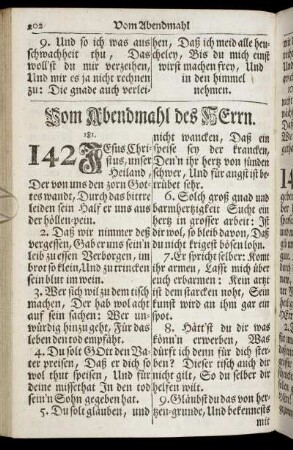 202 Vom Abendmahl
9. Und so ich was aus
schwachheit thu, Das
wollst du mir verzeihen,
Und mir es ja nicht rechnen
zu: Die gnade auch verlei-
hen, Daß ich meid alle heu-
cheley, Bis du mich einst
wirst machen frey, Und
in den himmel
nehmen.
Vom Abendmahl des HErrn.
181.
142 JEsus Chri-
stus, unser
Heiland,
Der von uns den zorn Got-
tes wandt, Durch das bittre
leiden sein Half er uns aus
der höllen-pein.
2. Daß wir nimmer deß
vergessen, Gab er uns sein'n
leib zu essen Verborgen, im
brot so klein, Und zu trincken
sein blut im wein.
3. Wer sich wil zu dem tisch
machen, Der hab wol acht
auf sein sachen: Wer un-
würdig hinzu geht, Für das
leben den tod empfäht.
4. Du solt GOtt den Va-
ter preisen, Daß er dich so
wol thut speisen, Und für
deine missethat In den tod
sein'n Sohn gegeben hat.
5. Du solt gläuben, und
nicht wancken, Daß ein
speise sey der krancken,
Den'n ihr hertz von sünden
schwer, Und für angst ist be-
trübet sehr.
6. Solch groß gnad und
barmhertzigkeit Sucht ein
hertz in grosser arbeit: Ist
dir wol, so bleib davon, Daß
du nicht krigest bösen lohn.
7. Er spricht selber: Komt
ihr armen, Laßt mich über
euch erbarmen: Kein artzt
ist dem starcken noht, Sein
kunst wird an ihm gar ein
spot.
8. Hätt'st du dir was
könn'n erwerben, Was
dürft ich denn für dich ster-
ben? Dieser tisch auch dir
nicht gilt, So du selber dir
helfen wilt.
9. Gläubst du das von her-
tzen-grunde, Und bekennests
mit